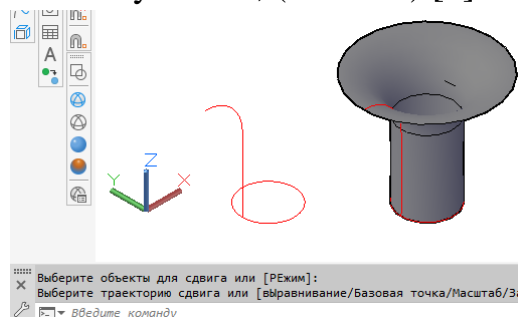 A
Z
Y
X
Выберите объекты для сдвига или [РЕжим]:
Выберите траекторию сдвига или [вЫравнивание/Базовая точка/Масштаб/За
Введите команду